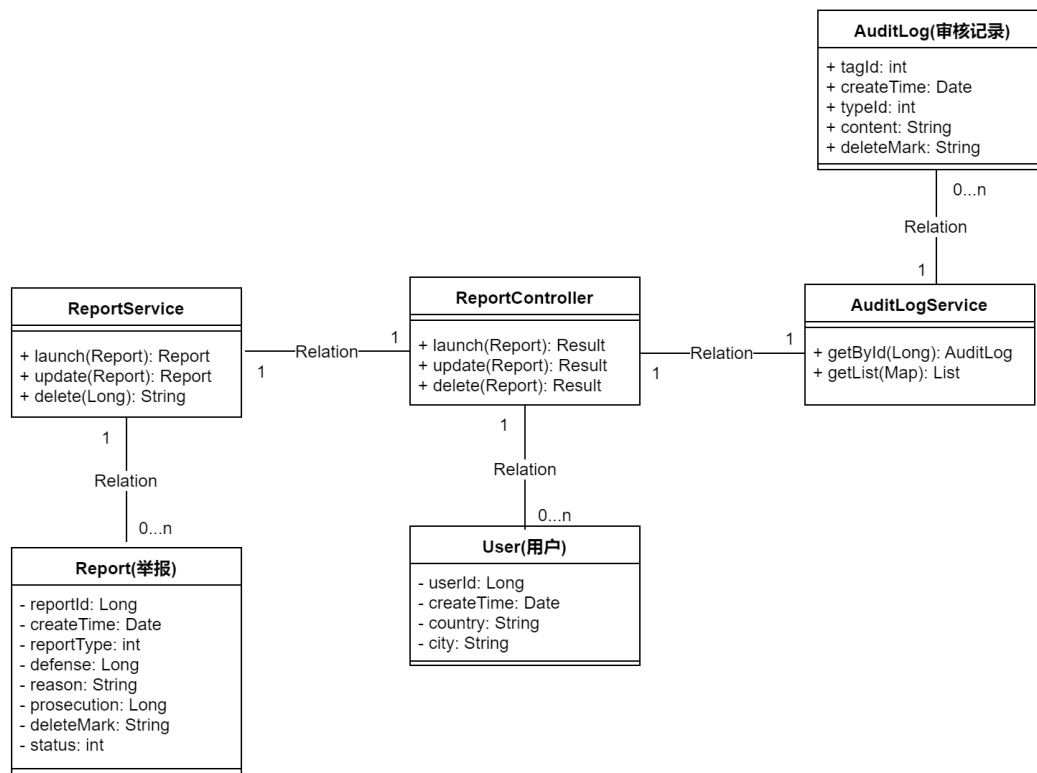 AuditLog(审核记录)
+ tagId: int
+ createTime: Date
+ typeId: int
+ content: String
+ deleteMark: String
0...n
Relation
1
ReportService
+ launch(Report): Report
+ update(Report): Report
+ delete(Long): String
1
Relation
1
ReportController
+ launch(Report): Result
+ update(Report): Result
+ delete(Report): Result
1
Relation
1
AuditLogService
+ getById(Long): AuditLog
+ getList(Map): List
1
Relation
0...n
Report(举报)
- reportId: Long
- createTime: Date
- reportType: int
- defense: Long
- reason: String
- prosecution: Long
- deleteMark: String
- status: int
1
Relation
0...n
User(用户)
- userId: Long
- createTime: Date
- country: String
- city: String